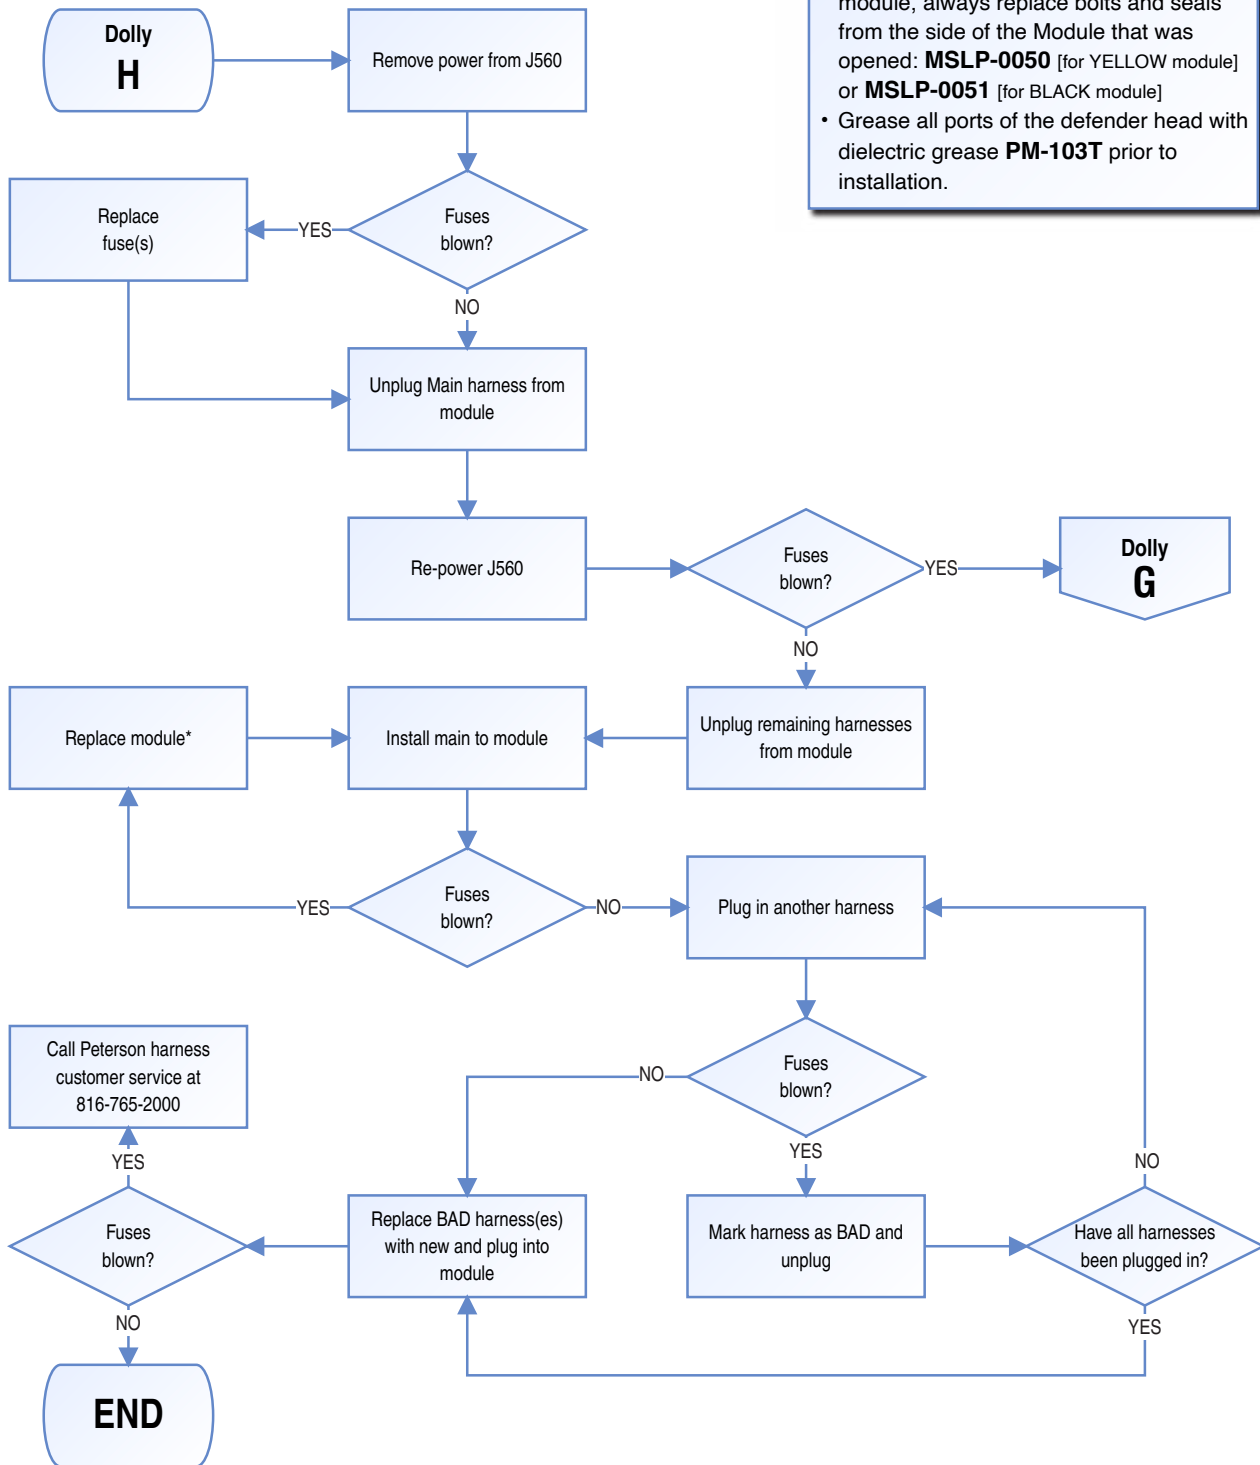 module, always replace bolts and seals
from the side of the Module that was
opened: MSLP-0050 [for YELLOW module]
or MSLP-0051 [for BLACK module]
• Grease all ports of the defender head with
dielectric grease PM-103T prior to
installation.
Dolly
H
Remove power from J560
Replace
fuse(s)
YES
Fuses
blown?
NO
Unplug Main harness from
module
Re-power J560
Fuses
blown?
YES
Dolly
G
NO
Replace module*
Install main to module
Unplug remaining harnesses
from module
YES
Fuses
blown?
NO
Plug in another harness
Call Peterson harness
customer service at
816-765-2000
NO
Fuses
blown?
YES
YES
NO
Fuses
blown?
Replace BAD harness(es)
with new and plug into
module
Mark harness as BAD and
unplug
Have all harnesses
been plugged in?
NO
YES
END